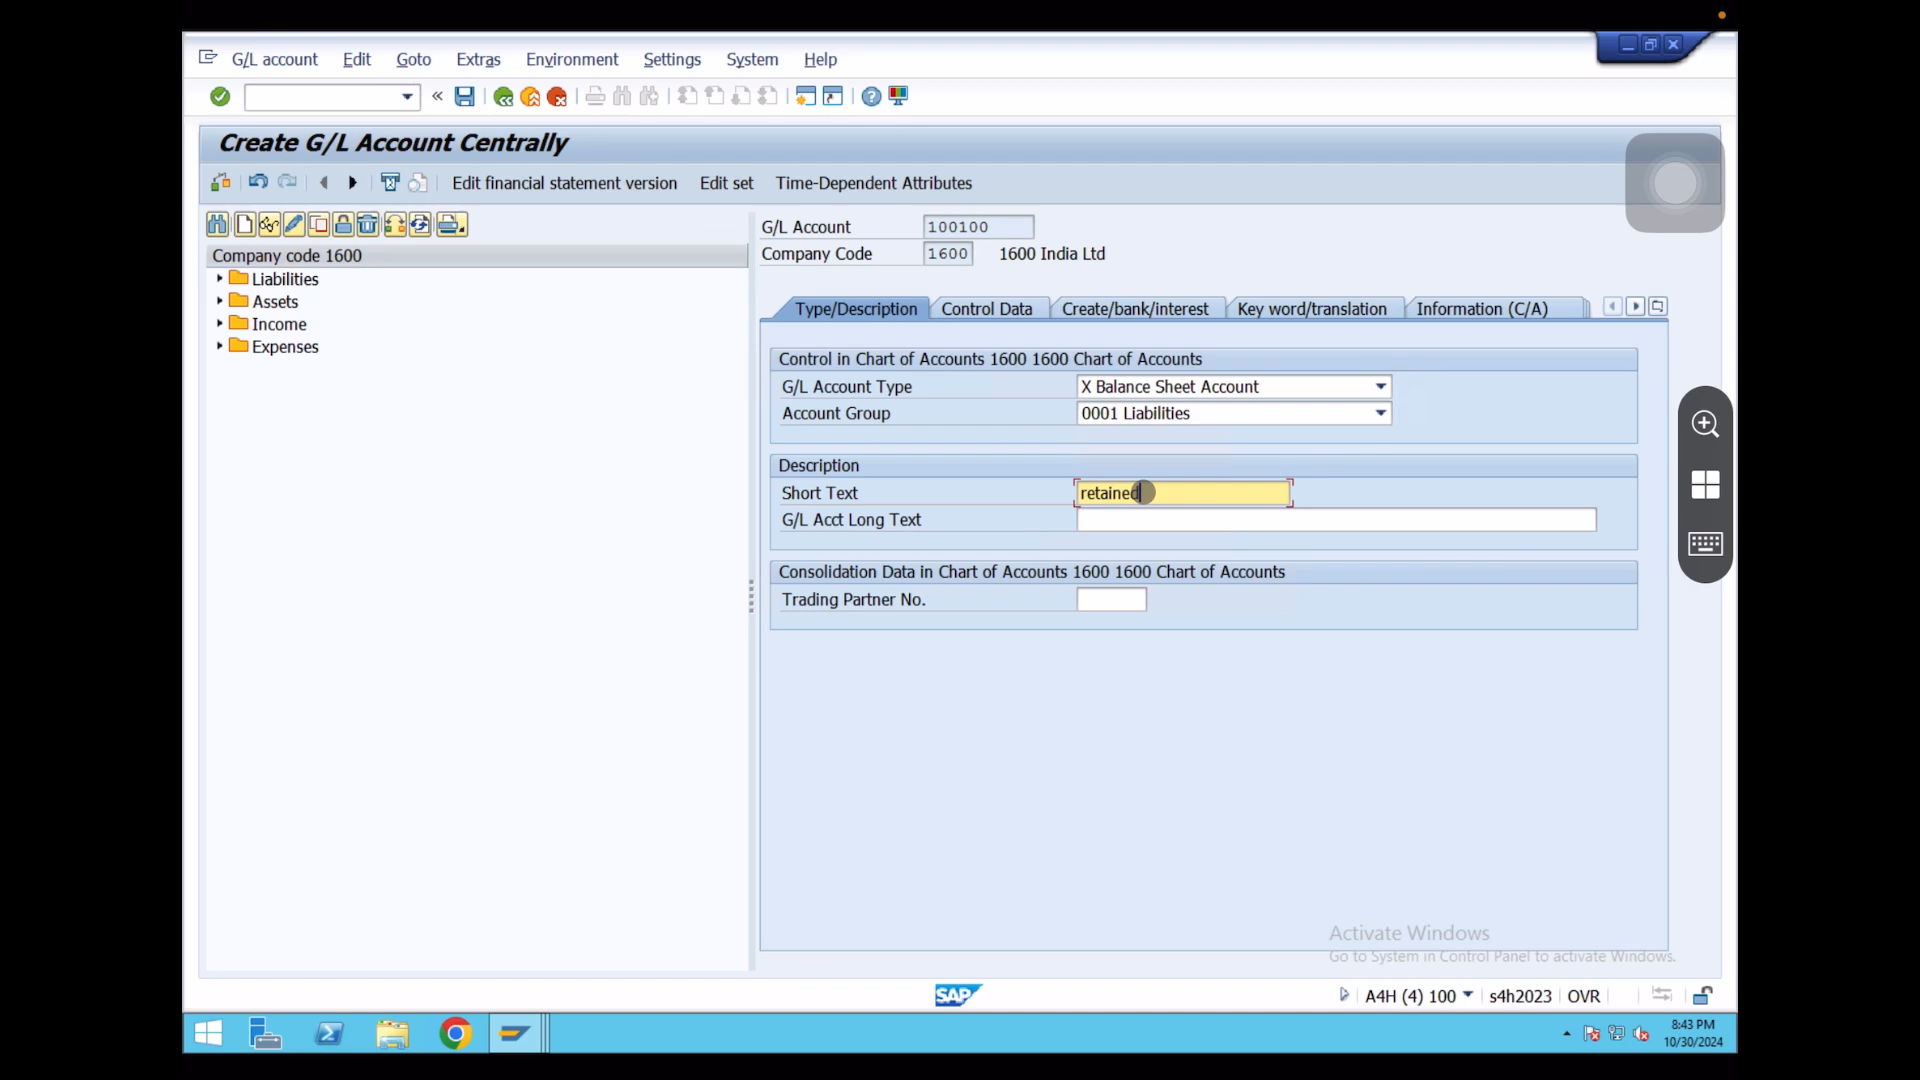 G/L account Edit Goto Extras Environment Settings System Help
Create G/L Account Centrally
Edit financial statement version Edit set Time-Dependent Attributes
Company code 1600
Liabilities
Assets
Income
Expenses
G/L Account 100100
Company Code 1600 1600 India Ltd
Type/Description Control Data Create/bank/interest Key word/translation Information (C/A)
Control in Chart of Accounts 1600 1600 Chart of Accounts
G/L Account Type X Balance Sheet Account
Account Group 0001 Liabilities
Description
Short Text retained
G/L Acct Long Text
Consolidation Data in Chart of Accounts 1600 1600 Chart of Accounts
Trading Partner No.
Activate Windows
Go to System in Control Panel to activate Windows.
SAP A4H (4) 100 s4h2023 OVR
8:43 PM
10/30/2024